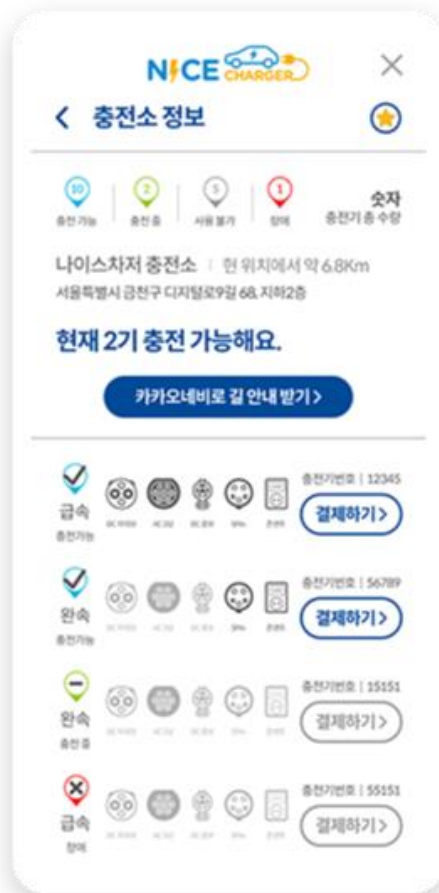 NICE CHARGER
충전소 정보
10 2 5 1 숫자
충전 가능 충전 중 사용 불가 장애 충전기 총 수량
나이스차저 충전소 | 현 위치에서 약 6.8Km
서울특별시 금천구 디지털로9길 68, 지하2층
현재 2기 충전 가능해요.
카카오네비로 길 안내 받기 >
충전기번호 | 12345
급속
충전가능
결제하기 >
충전기번호 | 56789
완속
충전가능
결제하기 >
충전기번호 | 15151
완속
충전 중
결제하기 >
충전기번호 | 55151
급속
장애
결제하기 >